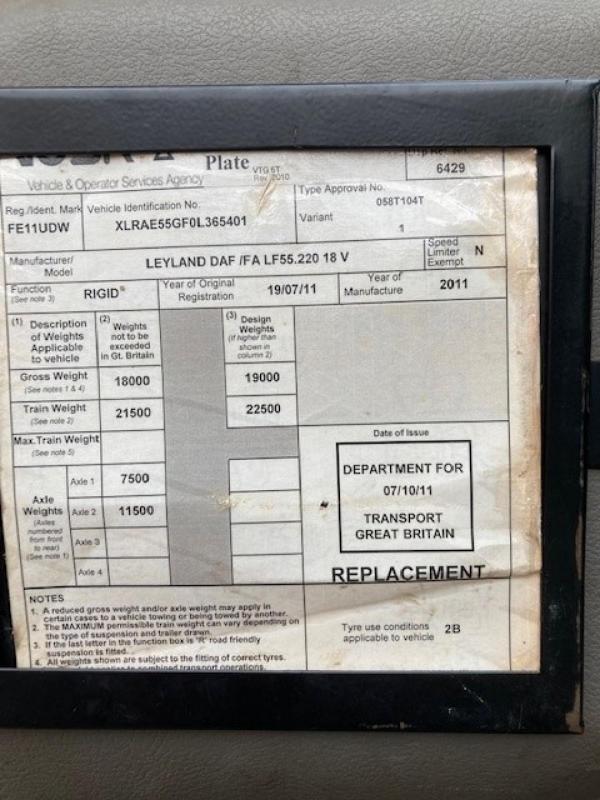 Plate VTG 6T
Rev 2010
6429
Vehicle & Operator Services Agency
Type Approval No.
058T104T
Variant
1
Reg./Ident. Mark
FE11UDW
Vehicle Identification No.
XLRAE55GF0L365401
Manufacturer/
Model
LEYLAND DAF /FA LF55.220 18 V
Speed
Limiter
Exempt
N
Function
(See note 3)
RIGID
Year of Original
Registration
19/07/11
Year of
Manufacture
2011
(1) Description
of Weights
Applicable
to vehicle
(2)
Weights
not to be
exceeded
in Gt. Britain
(3)
Design
Weights
(If higher than
shown in
column 2)
Gross Weight
(See notes 1 & 4)
18000
19000
Train Weight
(See note 2)
21500
22500
Max.Train Weight
(See note 5)
Axle
Weights
(Axles
numbered
from front
to rear)
(See note 1)
Axle 1
7500
Axle 2
11500
Axle 3
Axle 4
Date of Issue
DEPARTMENT FOR
07/10/11
TRANSPORT
GREAT BRITAIN
REPLACEMENT
NOTES
1. A reduced gross weight and/or axle weight may apply in
certain cases to a vehicle towing or being towed by another.
2. The MAXIMUM permissible train weight can vary depending on
the type of suspension and trailer drawn.
3. If the last letter in the function box is 'R' road friendly
suspension is fitted.
4. All weights shown are subject to the fitting of correct tyres.
combined transport operations.
Tyre use conditions
applicable to vehicle
2B